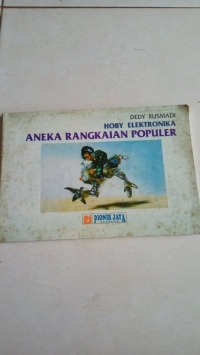 DEDY RUSMADI
HOBY ELEKTRONIKA
ANEKA RANGKAIAN POPULER
PIONIR JAYA